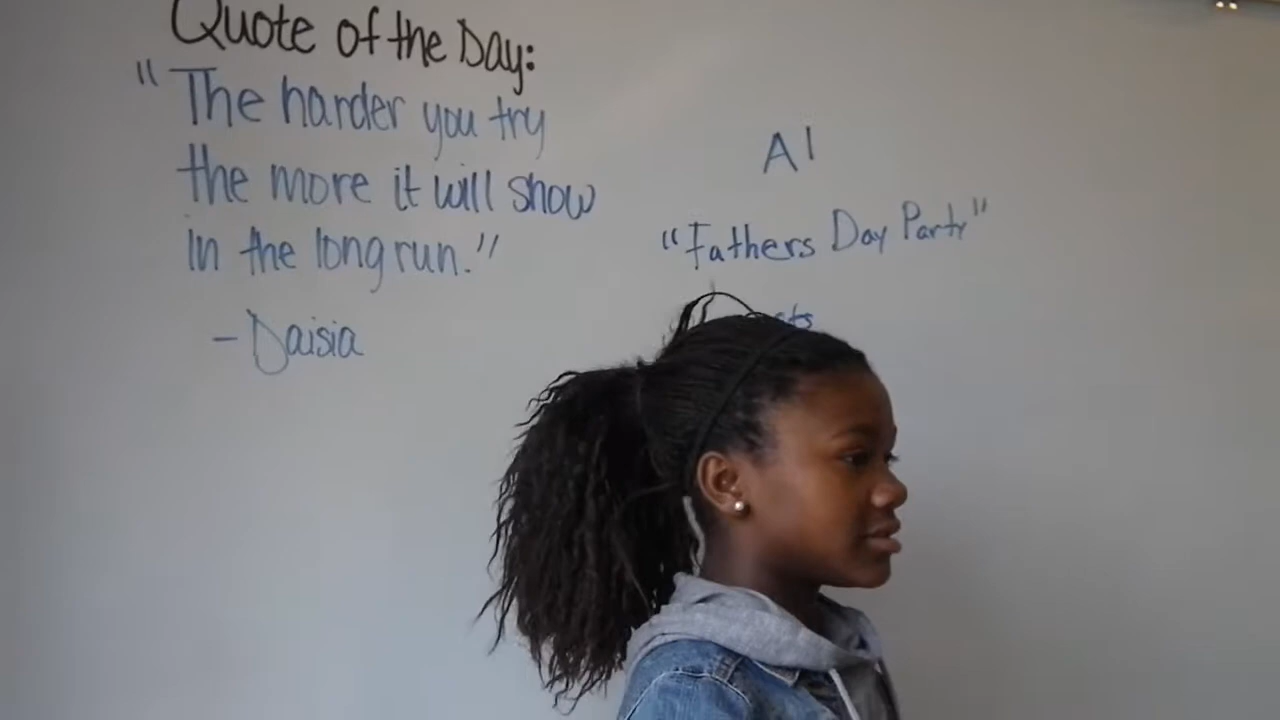 Quote of the Day:
"The harder you try
the more it will show
in the long run."
- Daisia
A1
"Fathers Day Party"